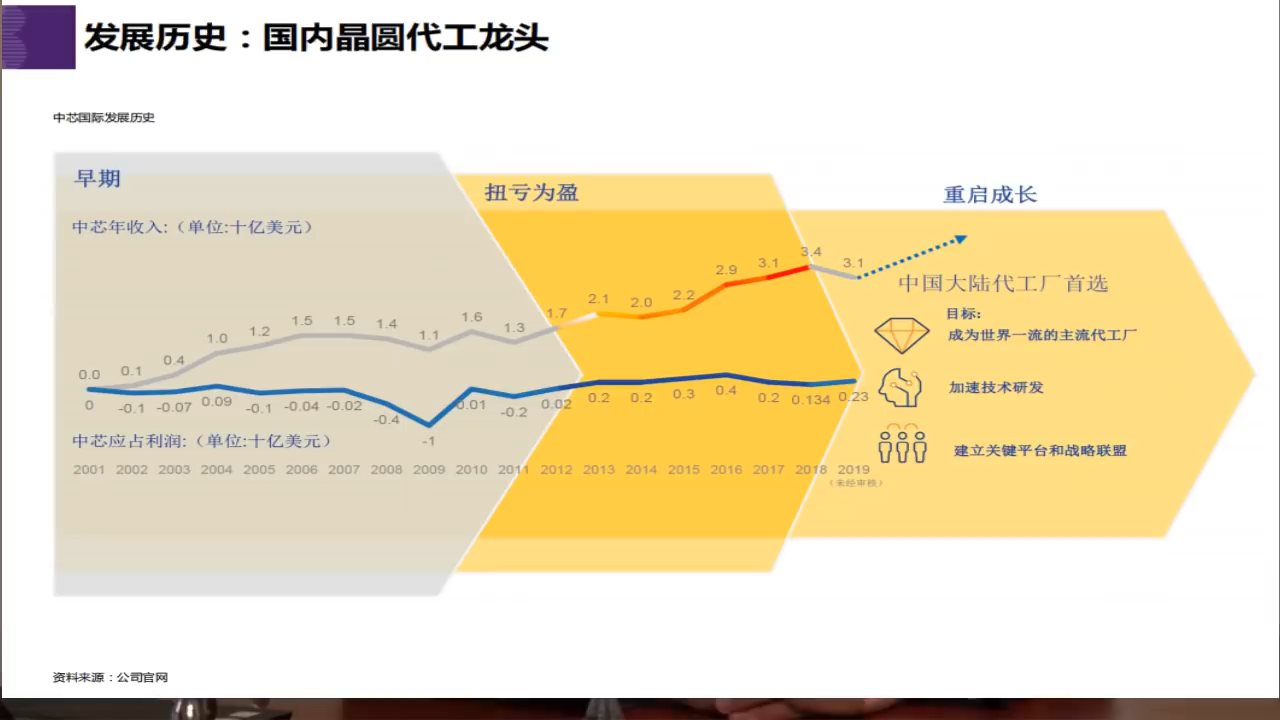 发展历史：国内晶圆代工龙头
中芯国际发展历史
早期
扭亏为盈
重启成长
中芯年收入:（单位:十亿美元）
0.0 0.1 0.4 1.0 1.2 1.5 1.5 1.4 1.1 1.6 1.3 1.7 2.1 2.0 2.2 2.9 3.1 3.4 3.1
0 -0.1 -0.07 0.09 -0.1 -0.04 -0.02 -0.4 -1 0.01 -0.2 0.02 0.2 0.2 0.3 0.4 0.2 0.134 0.23
中芯应占利润:（单位:十亿美元）
2001 2002 2003 2004 2005 2006 2007 2008 2009 2010 2011 2012 2013 2014 2015 2016 2017 2018 2019
（未经审核）
中国大陆代工厂首选
目标:
成为世界一流的主流代工厂
加速技术研发
建立关键平台和战略联盟
资料来源：公司官网